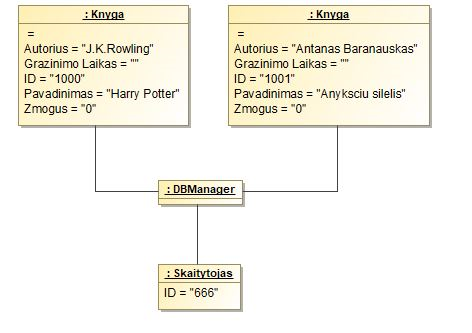 : Knyga
=
Autorius = "J.K.Rowling"
Grazinimo Laikas = ""
ID = "1000"
Pavadinimas = "Harry Potter"
Zmogus = "0"
: Knyga
=
Autorius = "Antanas Baranauskas"
Grazinimo Laikas = ""
ID = "1001"
Pavadinimas = "Anyksciu silelis"
Zmogus = "0"
: DBManager
: Skaitytojas
ID = "666"